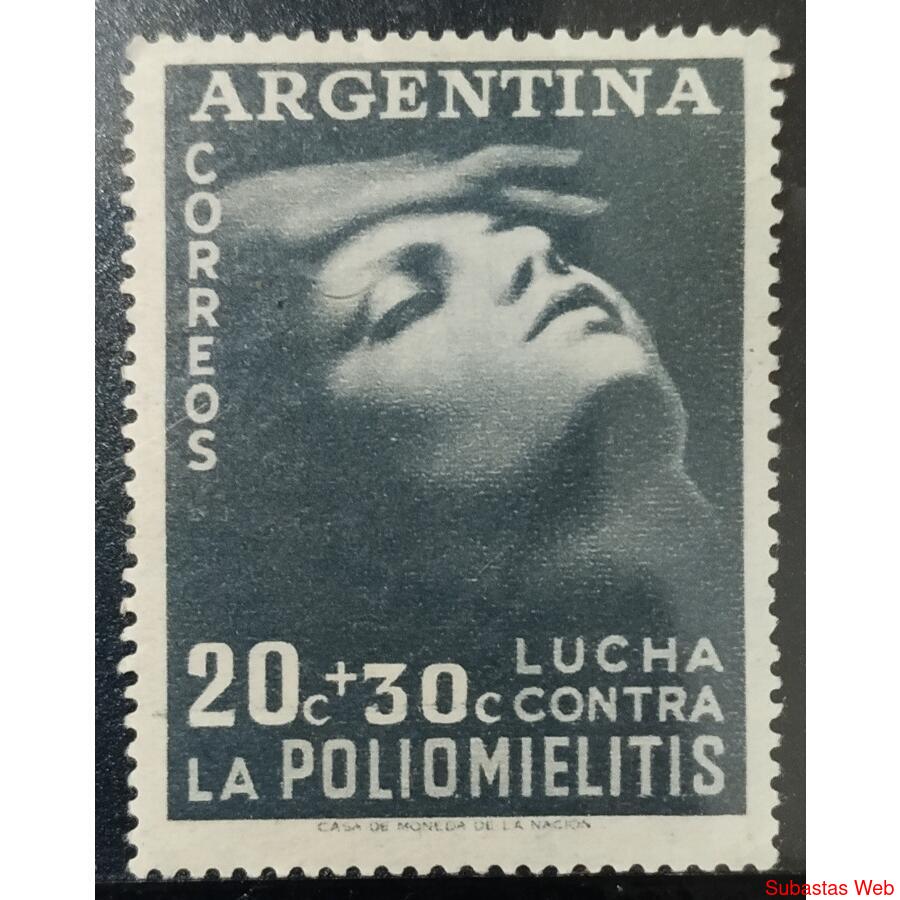 ARGENTINA
CORREOS
20c+30c LUCHA
CONTRA
LA POLIOMIELITIS
CASA DE MONEDA DE LA NACION
Subastas Web